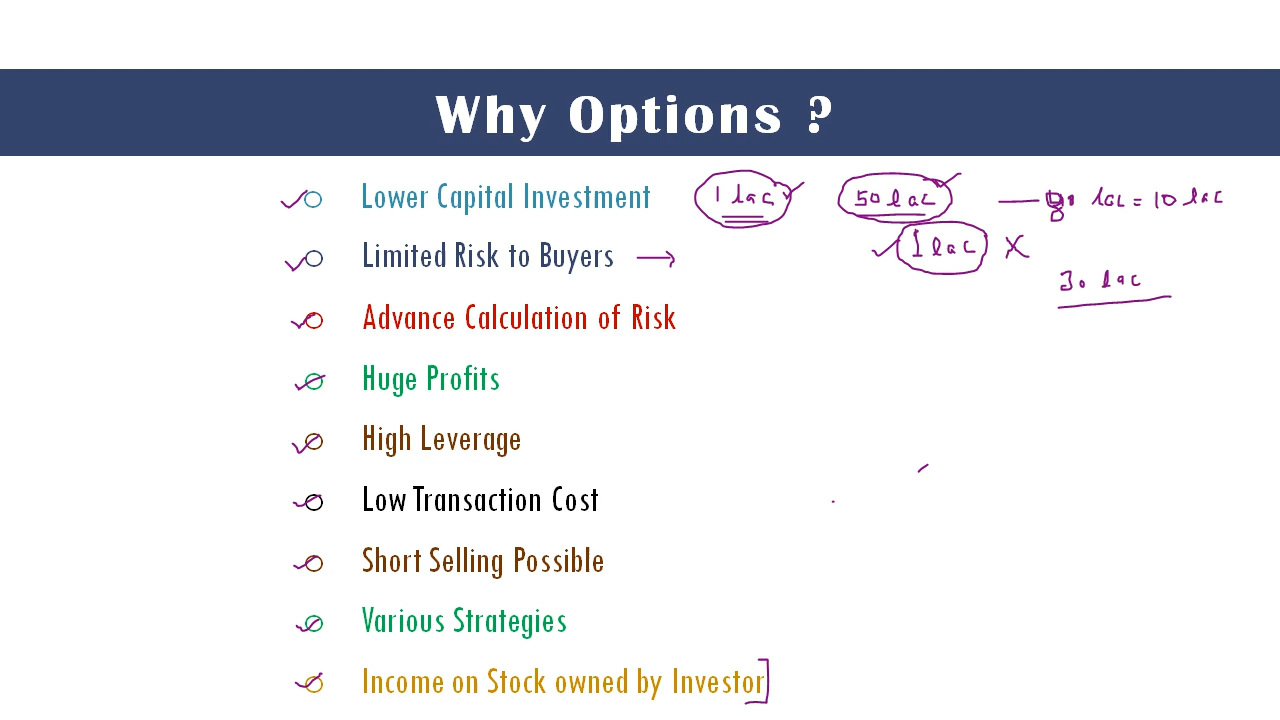 Why Options ?
Lower Capital Investment 1 lac 50 lac — lac = 10 lac
Limited Risk to Buyers → 1 lac X
30 lac
Advance Calculation of Risk
Huge Profits
High Leverage
Low Transaction Cost
Short Selling Possible
Various Strategies
Income on Stock owned by Investor]